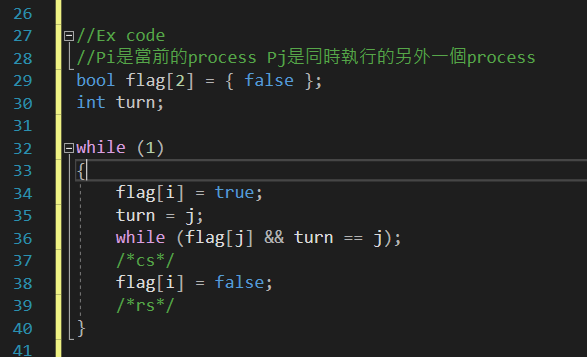 26
27 //Ex code
28 //Pi是當前的process Pj是同時執行的另外一個process
29 bool flag[2] = { false };
30 int turn;
31
32 while (1)
33 {
34 flag[i] = true;
35 turn = j;
36 while (flag[j] && turn == j);
37 /*cs*/
38 flag[i] = false;
39 /*rs*/
40 }
41